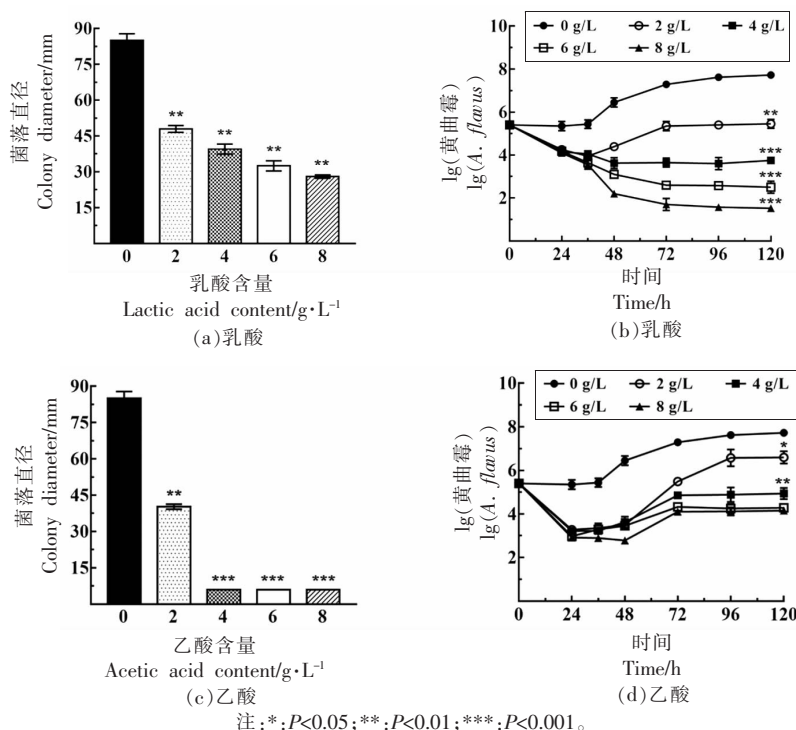 90
75
60
45
30
15
菌落直径
Colony diameter/mm
**
**
**
**
0 2 4 6 8
乳酸含量
Lactic acid content/g·L⁻¹
(a)乳酸
0 g/L 2 g/L 4 g/L
6 g/L 8 g/L
10
8
6
4
2
lg(黄曲霉)
lg(A. flavus)
**
***
***
***
0 24 48 72 96 120
时间
Time/h
(b)乳酸
90
75
60
45
30
15
菌落直径
Colony diameter/mm
**
***
***
***
0 2 4 6 8
乙酸含量
Acetic acid content/g·L⁻¹
(c)乙酸
0 g/L 2 g/L 4 g/L
6 g/L 8 g/L
10
8
6
4
2
lg(黄曲霉)
lg(A. flavus)
*
**
0 24 48 72 96 120
时间
Time/h
(d)乙酸
注:*:P<0.05;**:P<0.01;***:P<0.001。